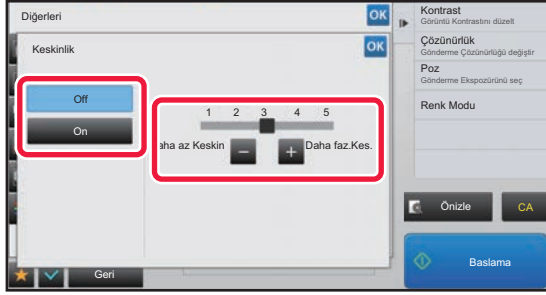 Diğerleri
OK
Keskinlik
OK
Off
On
1 2 3 4 5
aha az Keskin
Daha faz.Kes.
Geri
Kontrast
Görüntü Kontrastını düzelt
Çözünürlük
Gönderme Çözünürlüğü değiştir
Poz
Gönderme Ekspozürünü seç
Renk Modu
Önizle
CA
Baslama